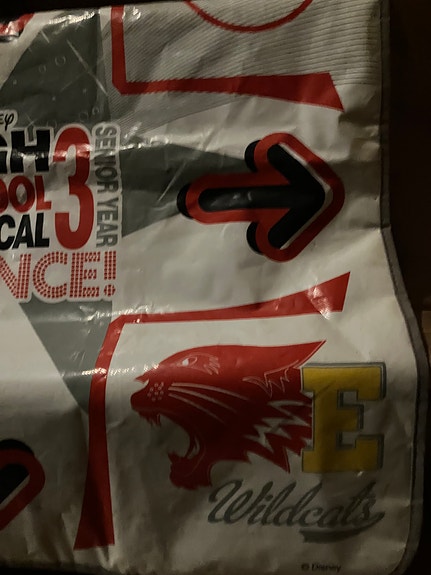 GH
OOL
CAL
3
SENIOR YEAR
NCE!
E
Wildcats
© Disney